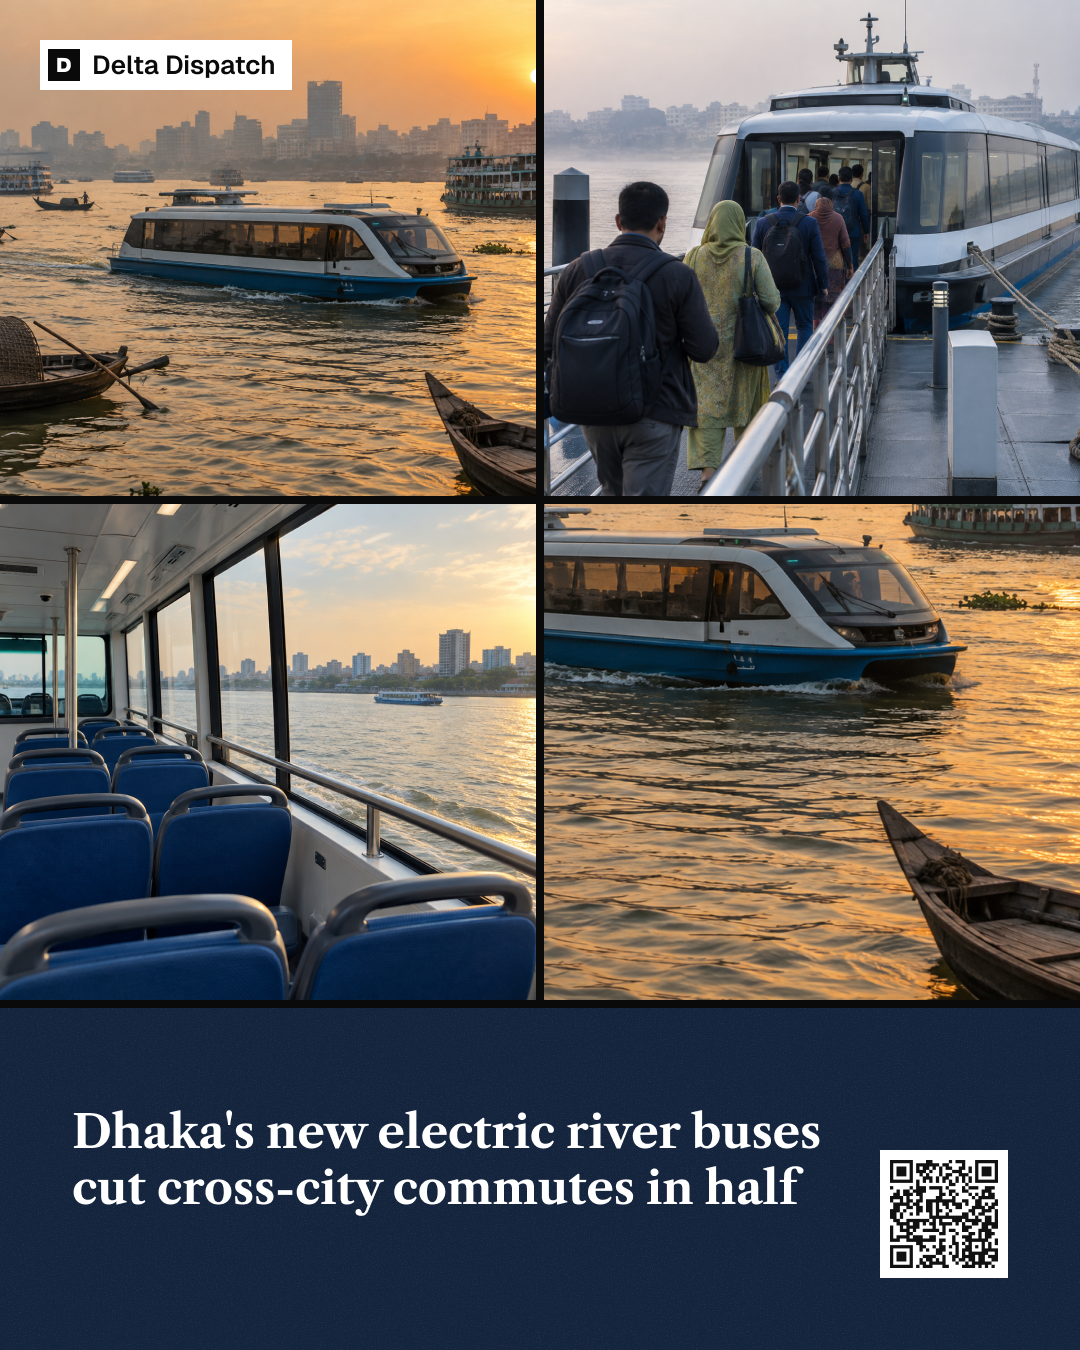 D Delta Dispatch
Dhaka's new electric river buses
cut cross-city commutes in half